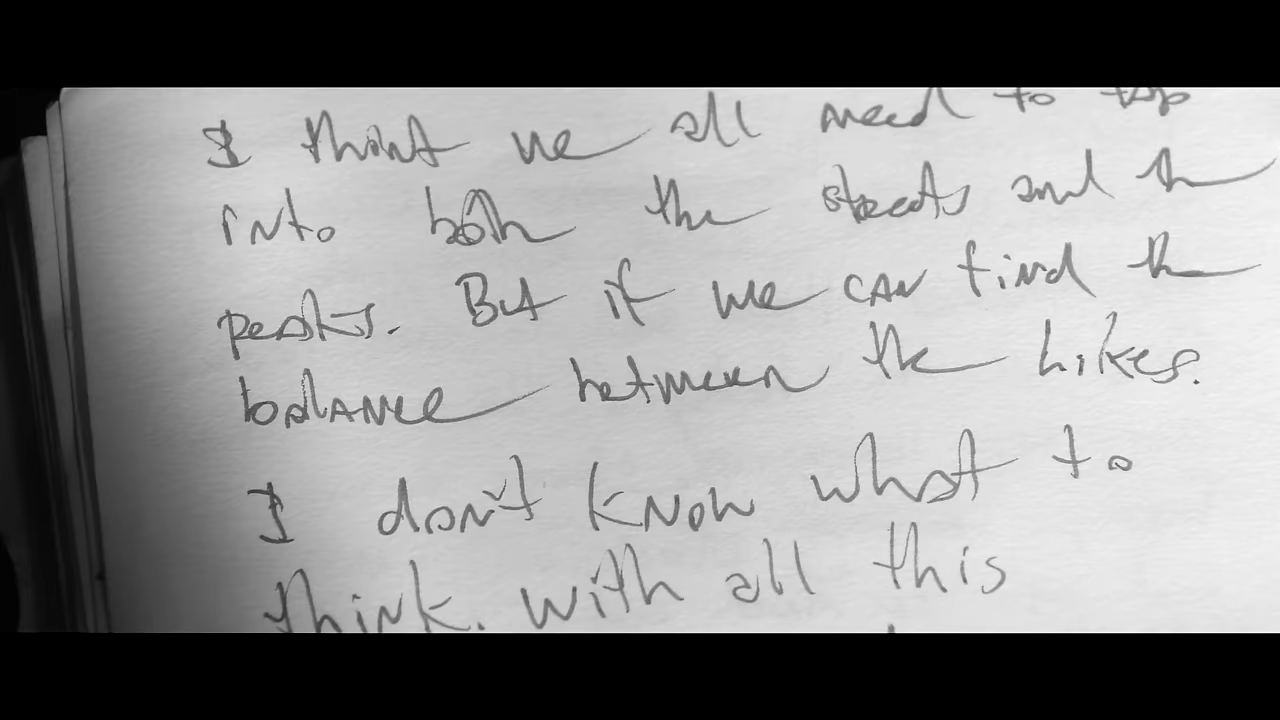 I think we all need to tap
into both the streets and the
peaks. But if we can find the
balance between the hikes.
I don't know what to
think. With all this